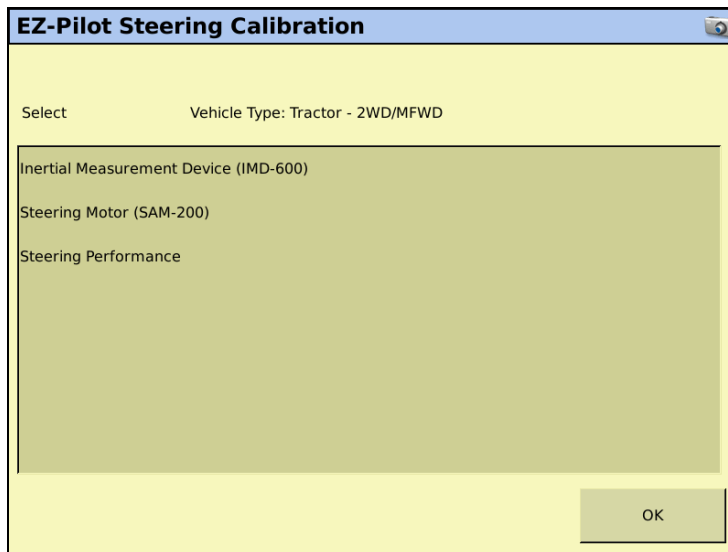 EZ-Pilot Steering Calibration
Select Vehicle Type: Tractor - 2WD/MFWD
Inertial Measurement Device (IMD-600)
Steering Motor (SAM-200)
Steering Performance
OK